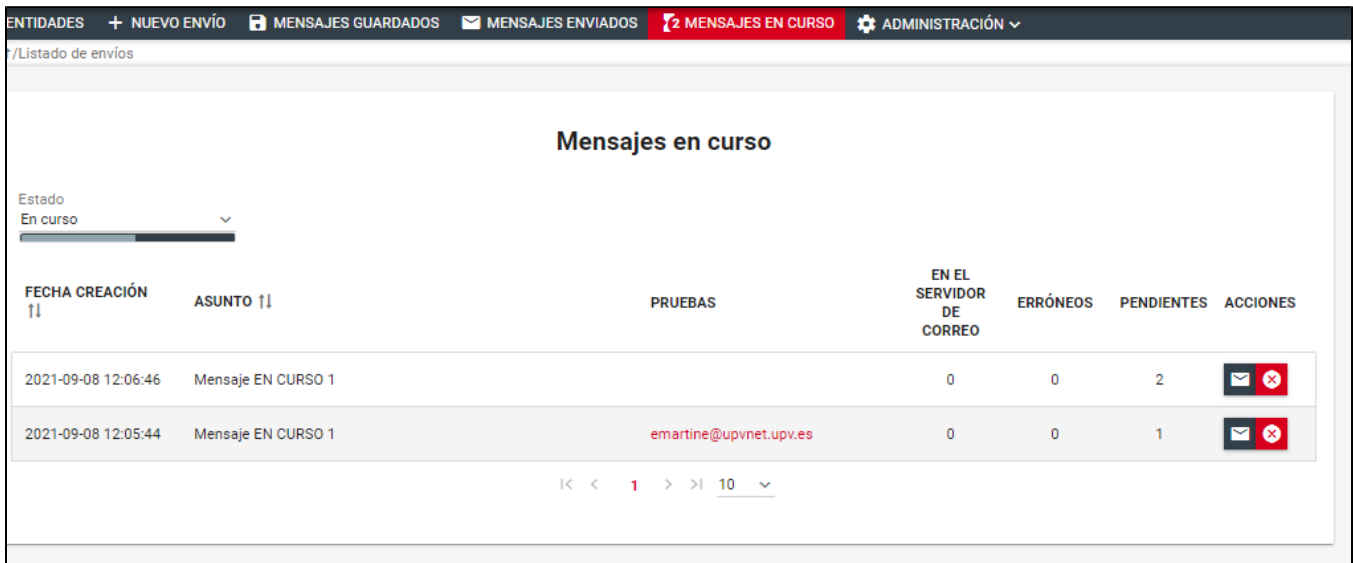 ENTIDADES + NUEVO ENVÍO MENSAJES GUARDADOS MENSAJES ENVIADOS 2 MENSAJES EN CURSO ADMINISTRACIÓN
/Listado de envíos
Mensajes en curso
Estado
En curso
FECHA CREACIÓN ASUNTO PRUEBAS EN EL SERVIDOR DE CORREO ERRÓNEOS PENDIENTES ACCIONES
2021-09-08 12:06:46 Mensaje EN CURSO 1 0 0 2
2021-09-08 12:05:44 Mensaje EN CURSO 1 emartine@upvnet.upv.es 0 0 1
1 10